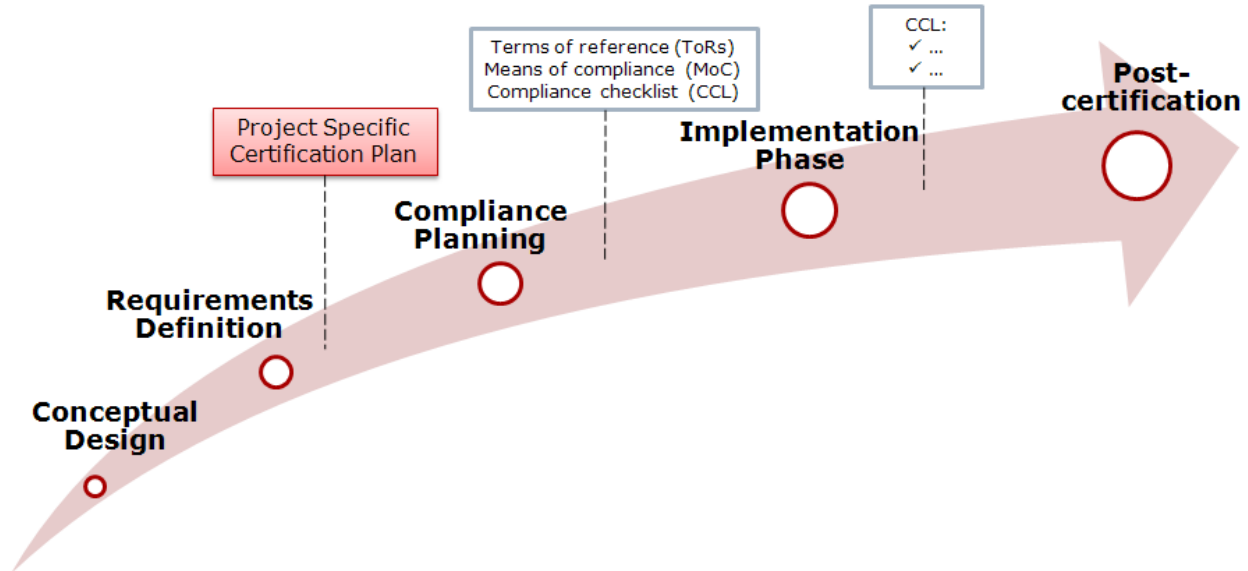 CCL:
✓ ...
✓ ...
Terms of reference (ToRs)
Means of compliance (MoC)
Compliance checklist (CCL)
Post-
certification
Project Specific
Certification Plan
Implementation
Phase
Compliance
Planning
Requirements
Definition
Conceptual
Design